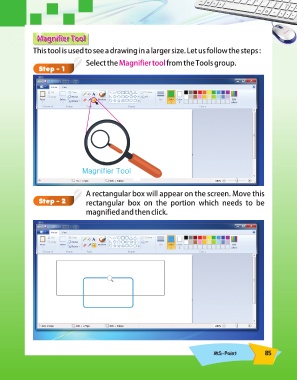 Magnifier Tool
This tool is used to see a drawing in a larger size. Let us follow the steps :
Step - 1 Select the Magnifier tool from the Tools group.
Magnifier Tool
A rectangular box will appear on the screen. Move this
Step - 2 rectangular box on the portion which needs to be
magnified and then click.
MS-Paint 85